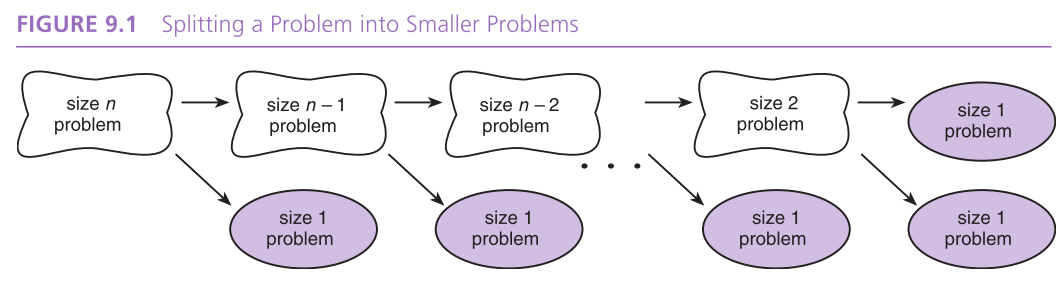 FIGURE 9.1 Splitting a Problem into Smaller Problems
size n
problem
size n – 1
problem
size n – 2
problem
size 2
problem
size 1
problem
. . .
size 1
problem
size 1
problem
size 1
problem
size 1
problem